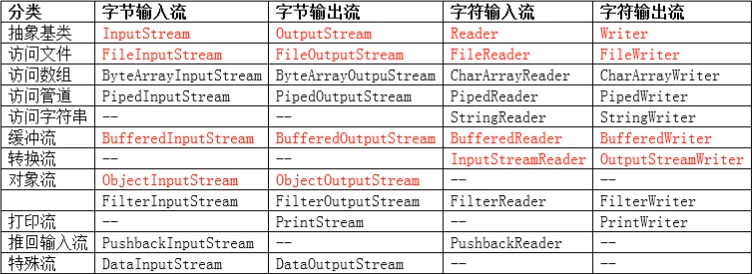 分类 字节输入流 字节输出流 字符输入流 字符输出流
抽象基类 InputStream OutputStream Reader Writer
访问文件 FileInputStream FileOutputStream FileReader FileWriter
访问数组 ByteArrayInputStream ByteArrayOutpuStream CharArrayReader CharArrayWriter
访问管道 PipedInputStream PipedOutputStream PipedReader PipedWriter
访问字符串 -- -- StringReader StringWriter
缓冲流 BufferedInputStream BufferedOutputStream BufferedReader BufferedWriter
转换流 -- -- InputStreamReader OutputStreamWriter
对象流 ObjectInputStream ObjectOutputStream -- --
FilterInputStream FilterOutputStream FilterReader FilterWriter
打印流 -- PrintStream -- PrintWriter
推回输入流 PushbackInputStream -- PushbackReader --
特殊流 DataInputStream DataOutputStream -- --